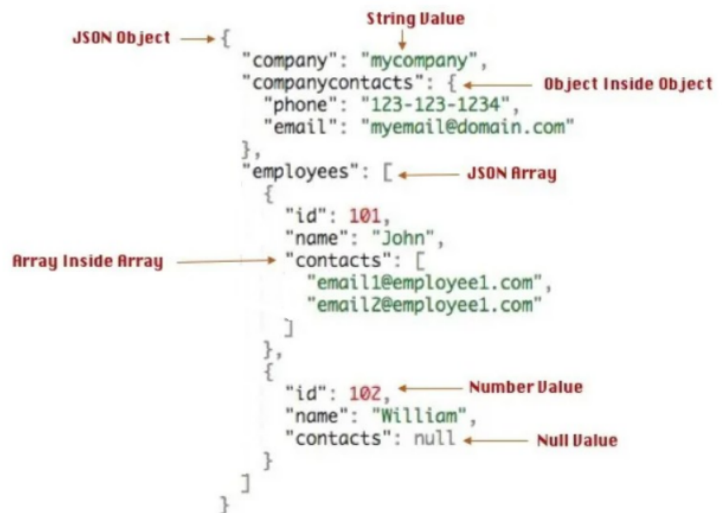 String Value
JSON Object {
"company": "mycompany",
"companycontacts": { Object Inside Object
"phone": "123-123-1234",
"email": "myemail@domain.com"
},
"employees": [ JSON Array
{
"id": 101,
"name": "John",
Array Inside Array "contacts": [
"email1@employee1.com",
"email2@employee1.com"
]
},
{
"id": 102, Number Value
"name": "William",
"contacts": null Null Value
}
]
}